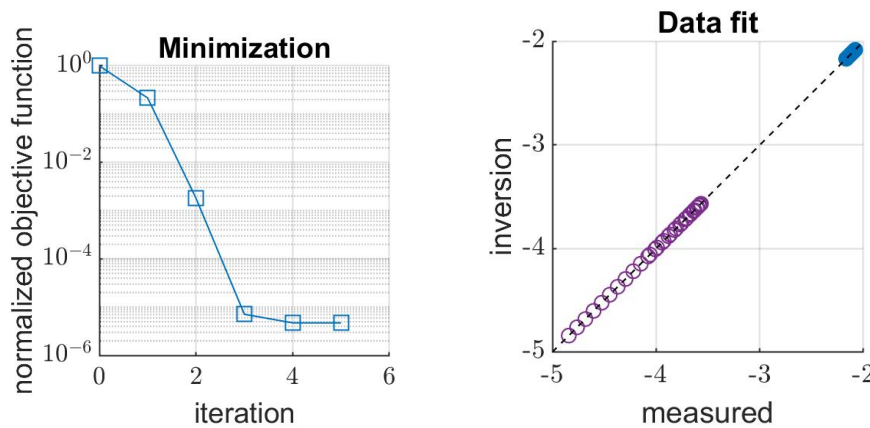 Minimization
normalized objective function
10^0
10^-2
10^-4
10^-6
0 2 4 6
iteration
Data fit
inversion
-2
-3
-4
-5
-5 -4 -3 -2
measured